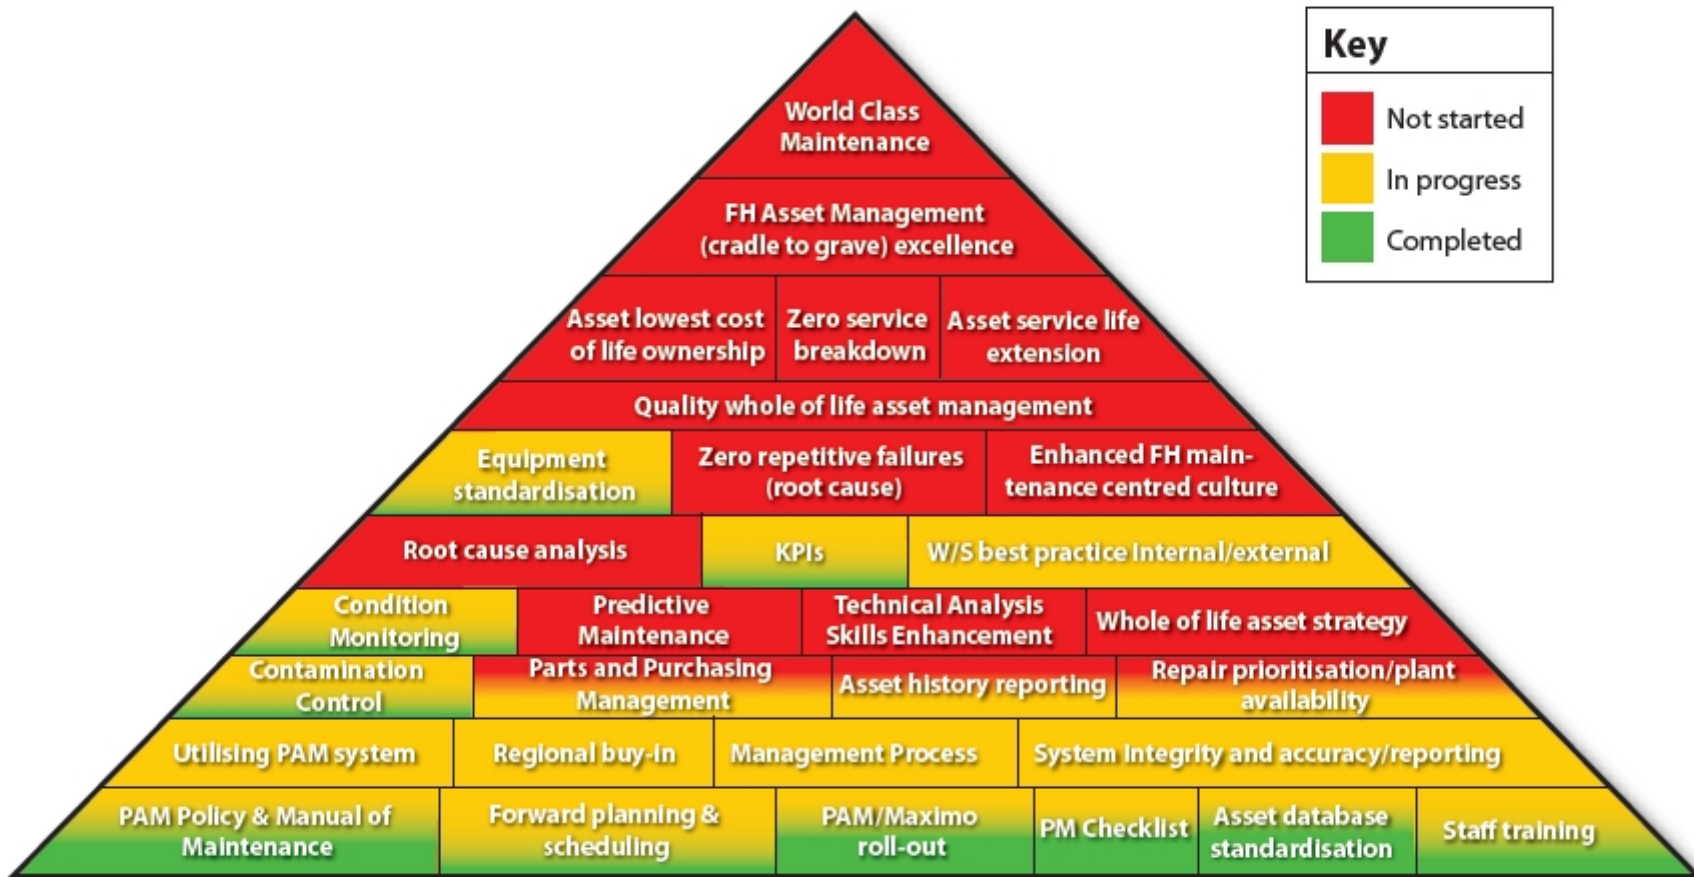 Key
Not started
In progress
Completed
World Class
Maintenance
FH Asset Management
(cradle to grave) excellence
Asset lowest cost
of life ownership
Zero service
breakdown
Asset service life
extension
Quality whole of life asset management
Equipment
standardisation
Zero repetitive failures
(root cause)
Enhanced FH main-
tenance centred culture
Root cause analysis
KPIs
W/S best practice Internal/external
Condition
Monitoring
Predictive
Maintenance
Technical Analysis
Skills Enhancement
Whole of life asset strategy
Contamination
Control
Parts and Purchasing
Management
Asset history reporting
Repair prioritisation/plant
availability
Utilising PAM system
Regional buy-in
Management Process
System Integrity and accuracy/reporting
PAM Policy & Manual of
Maintenance
Forward planning &
scheduling
PAM/Maximo
roll-out
PM Checklist
Asset database
standardisation
Staff training